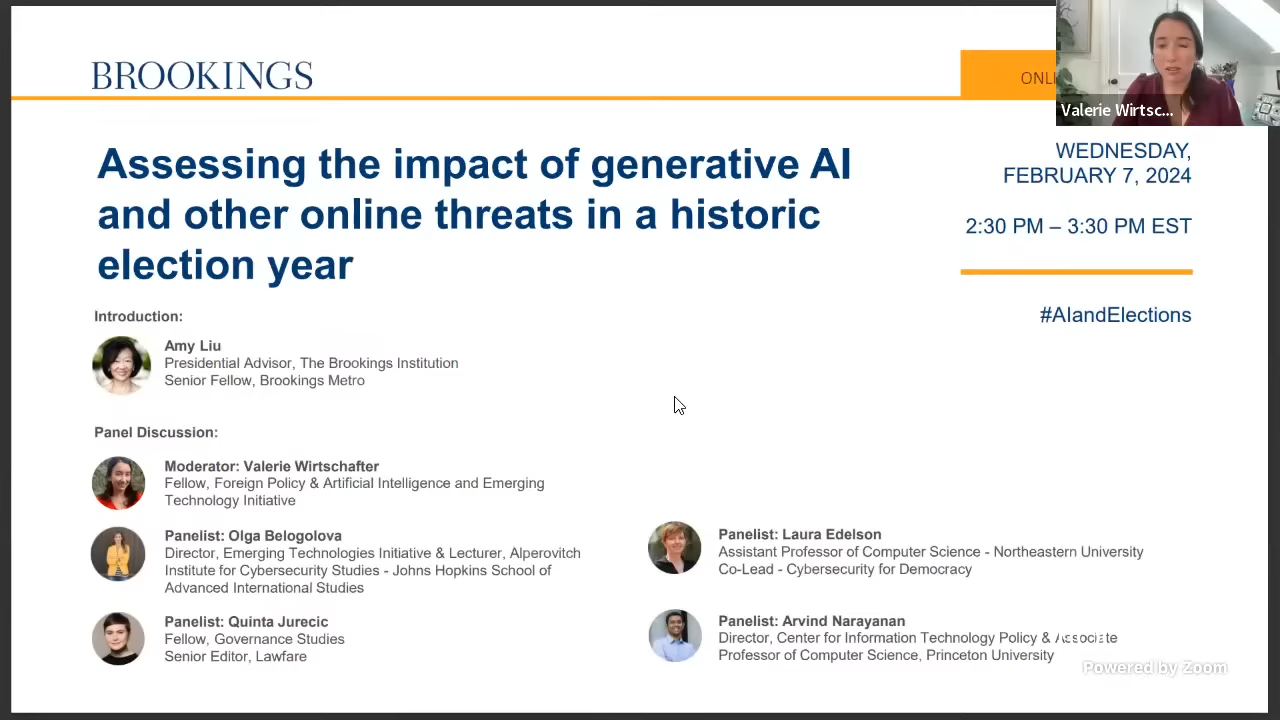 BROOKINGS
ONLI
Valerie Wirtsc...
Assessing the impact of generative AI
and other online threats in a historic
election year
WEDNESDAY,
FEBRUARY 7, 2024
2:30 PM – 3:30 PM EST
#AIandElections
Introduction:
Amy Liu
Presidential Advisor, The Brookings Institution
Senior Fellow, Brookings Metro
Panel Discussion:
Moderator: Valerie Wirtschafter
Fellow, Foreign Policy & Artificial Intelligence and Emerging
Technology Initiative
Panelist: Olga Belogolova
Director, Emerging Technologies Initiative & Lecturer, Alperovitch
Institute for Cybersecurity Studies - Johns Hopkins School of
Advanced International Studies
Panelist: Quinta Jurecic
Fellow, Governance Studies
Senior Editor, Lawfare
Panelist: Laura Edelson
Assistant Professor of Computer Science - Northeastern University
Co-Lead - Cybersecurity for Democracy
Panelist: Arvind Narayanan
Director, Center for Information Technology Policy & Associate
Professor of Computer Science, Princeton University
Powered by Zoom